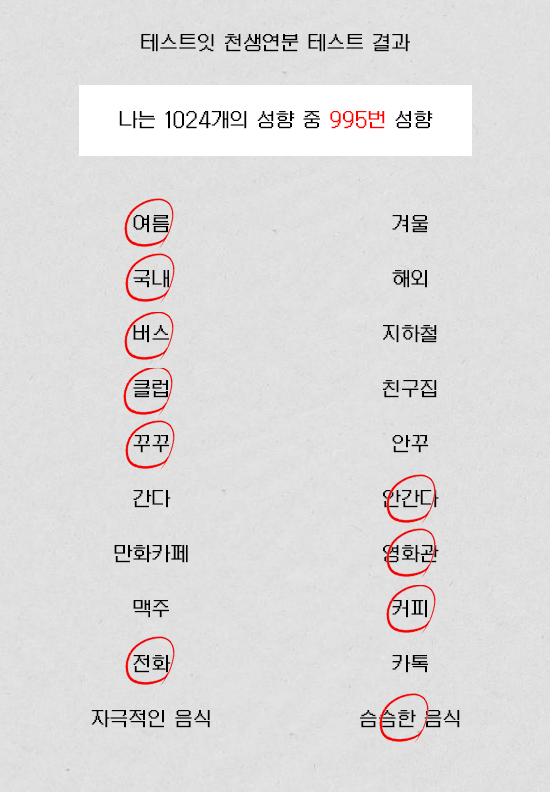 테스트잇 천생연분 테스트 결과
나는 1024개의 성향 중 995번 성향
여름 겨울
국내 해외
버스 지하철
클럽 친구집
꾸꾸 안꾸
간다 안간다
만화카페 영화관
맥주 커피
전화 카톡
자극적인 음식 슴슴한 음식